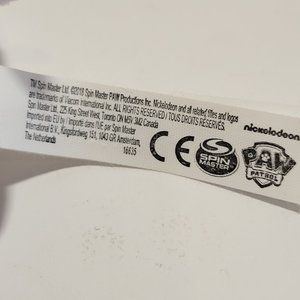 TM Spin Master Ltd. ©2018 Spin Master PAW Productions Inc. Nickelodeon and all related titles and logos
are trademarks of Viacom International Inc. ALL RIGHTS RESERVED / TOUS DROITS RÉSERVÉS.
Spin Master Ltd., 225 King Street West, Toronto ON M5V 3M2 Canada
Imported into EU by / Importé dans l'UE par Spin Master
International B.V., Kingsfordweg 151, 1043 GR Amsterdam,
The Netherlands
16635
CE
SPIN
MASTER
nickelodeon
PAW
PATROL